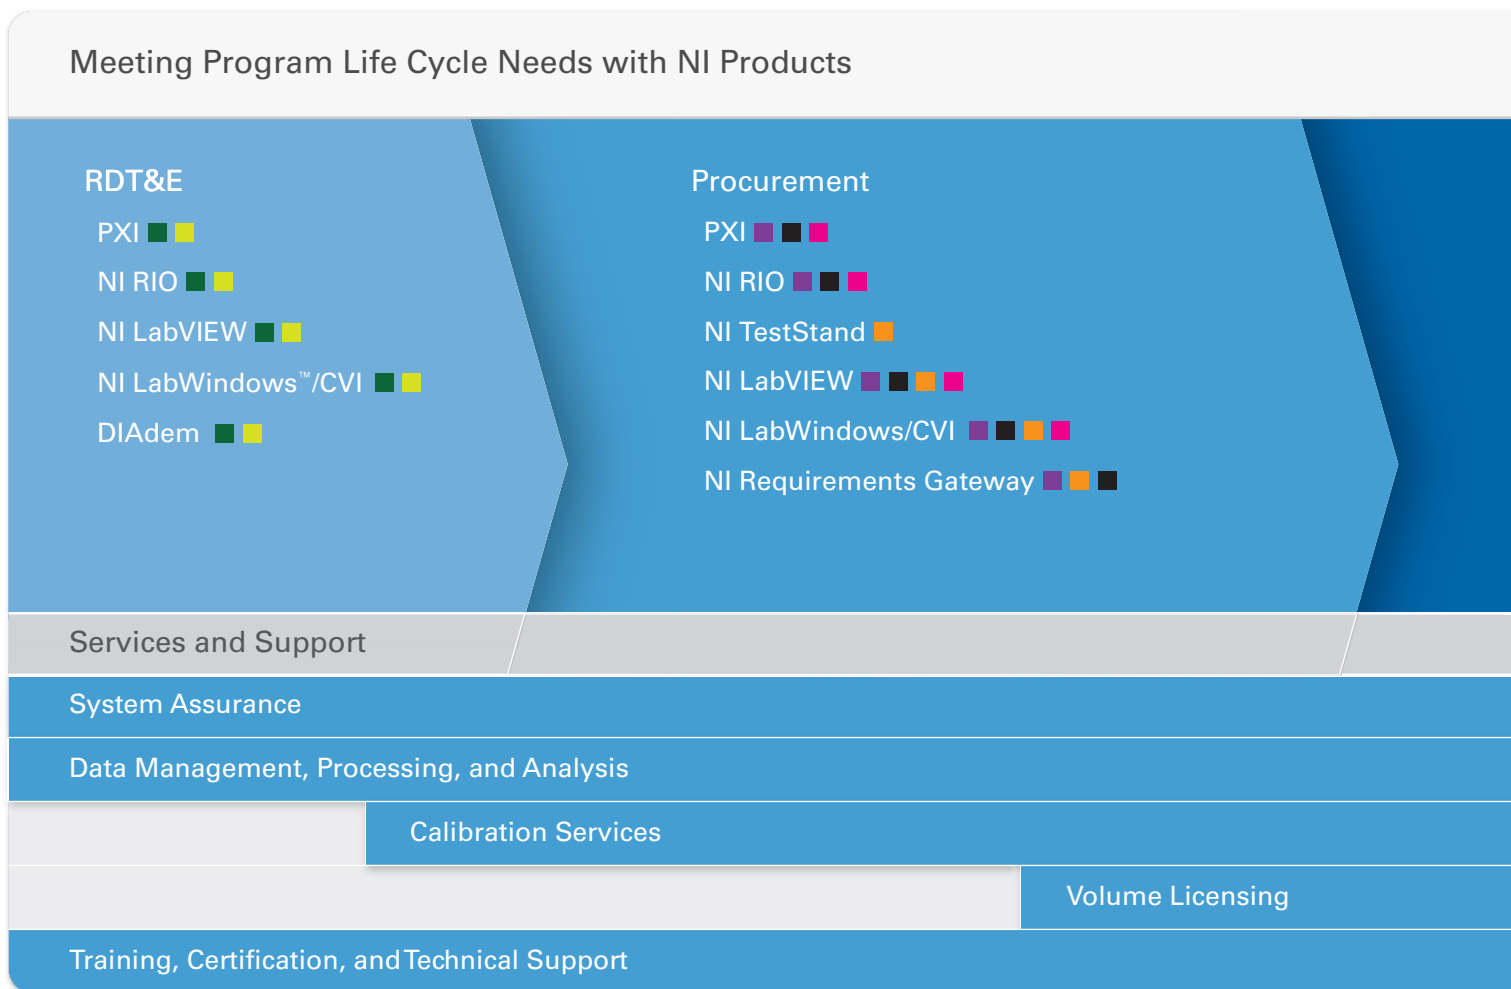 Meeting Program Life Cycle Needs with NI Products
RDT&E
PXI
NI RIO
NI LabVIEW
NI LabWindows™/CVI
DIAdem
Procurement
PXI
NI RIO
NI TestStand
NI LabVIEW
NI LabWindows/CVI
NI Requirements Gateway
Services and Support
System Assurance
Data Management, Processing, and Analysis
Calibration Services
Volume Licensing
Training, Certification, and Technical Support